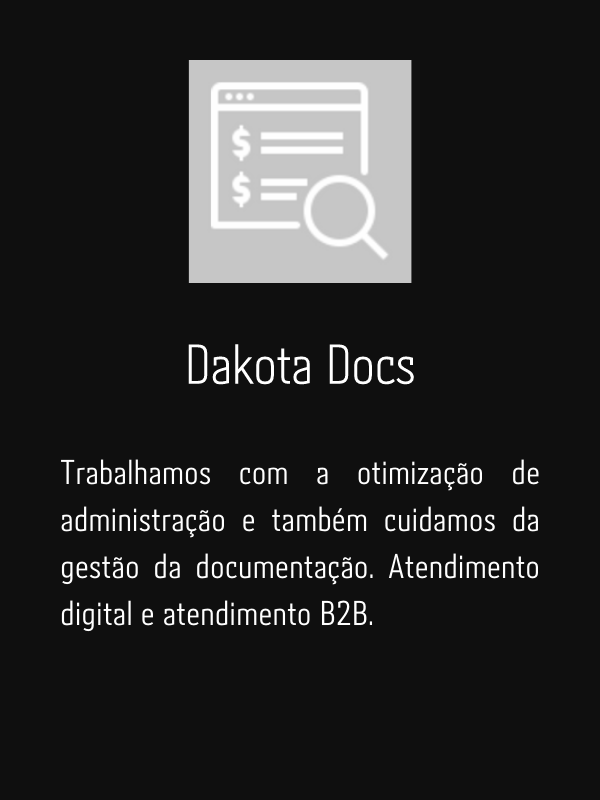 $
$
Dakota Docs
Trabalhamos com a otimização de
administração e também cuidamos da
gestão da documentação. Atendimento
digital e atendimento B2B.